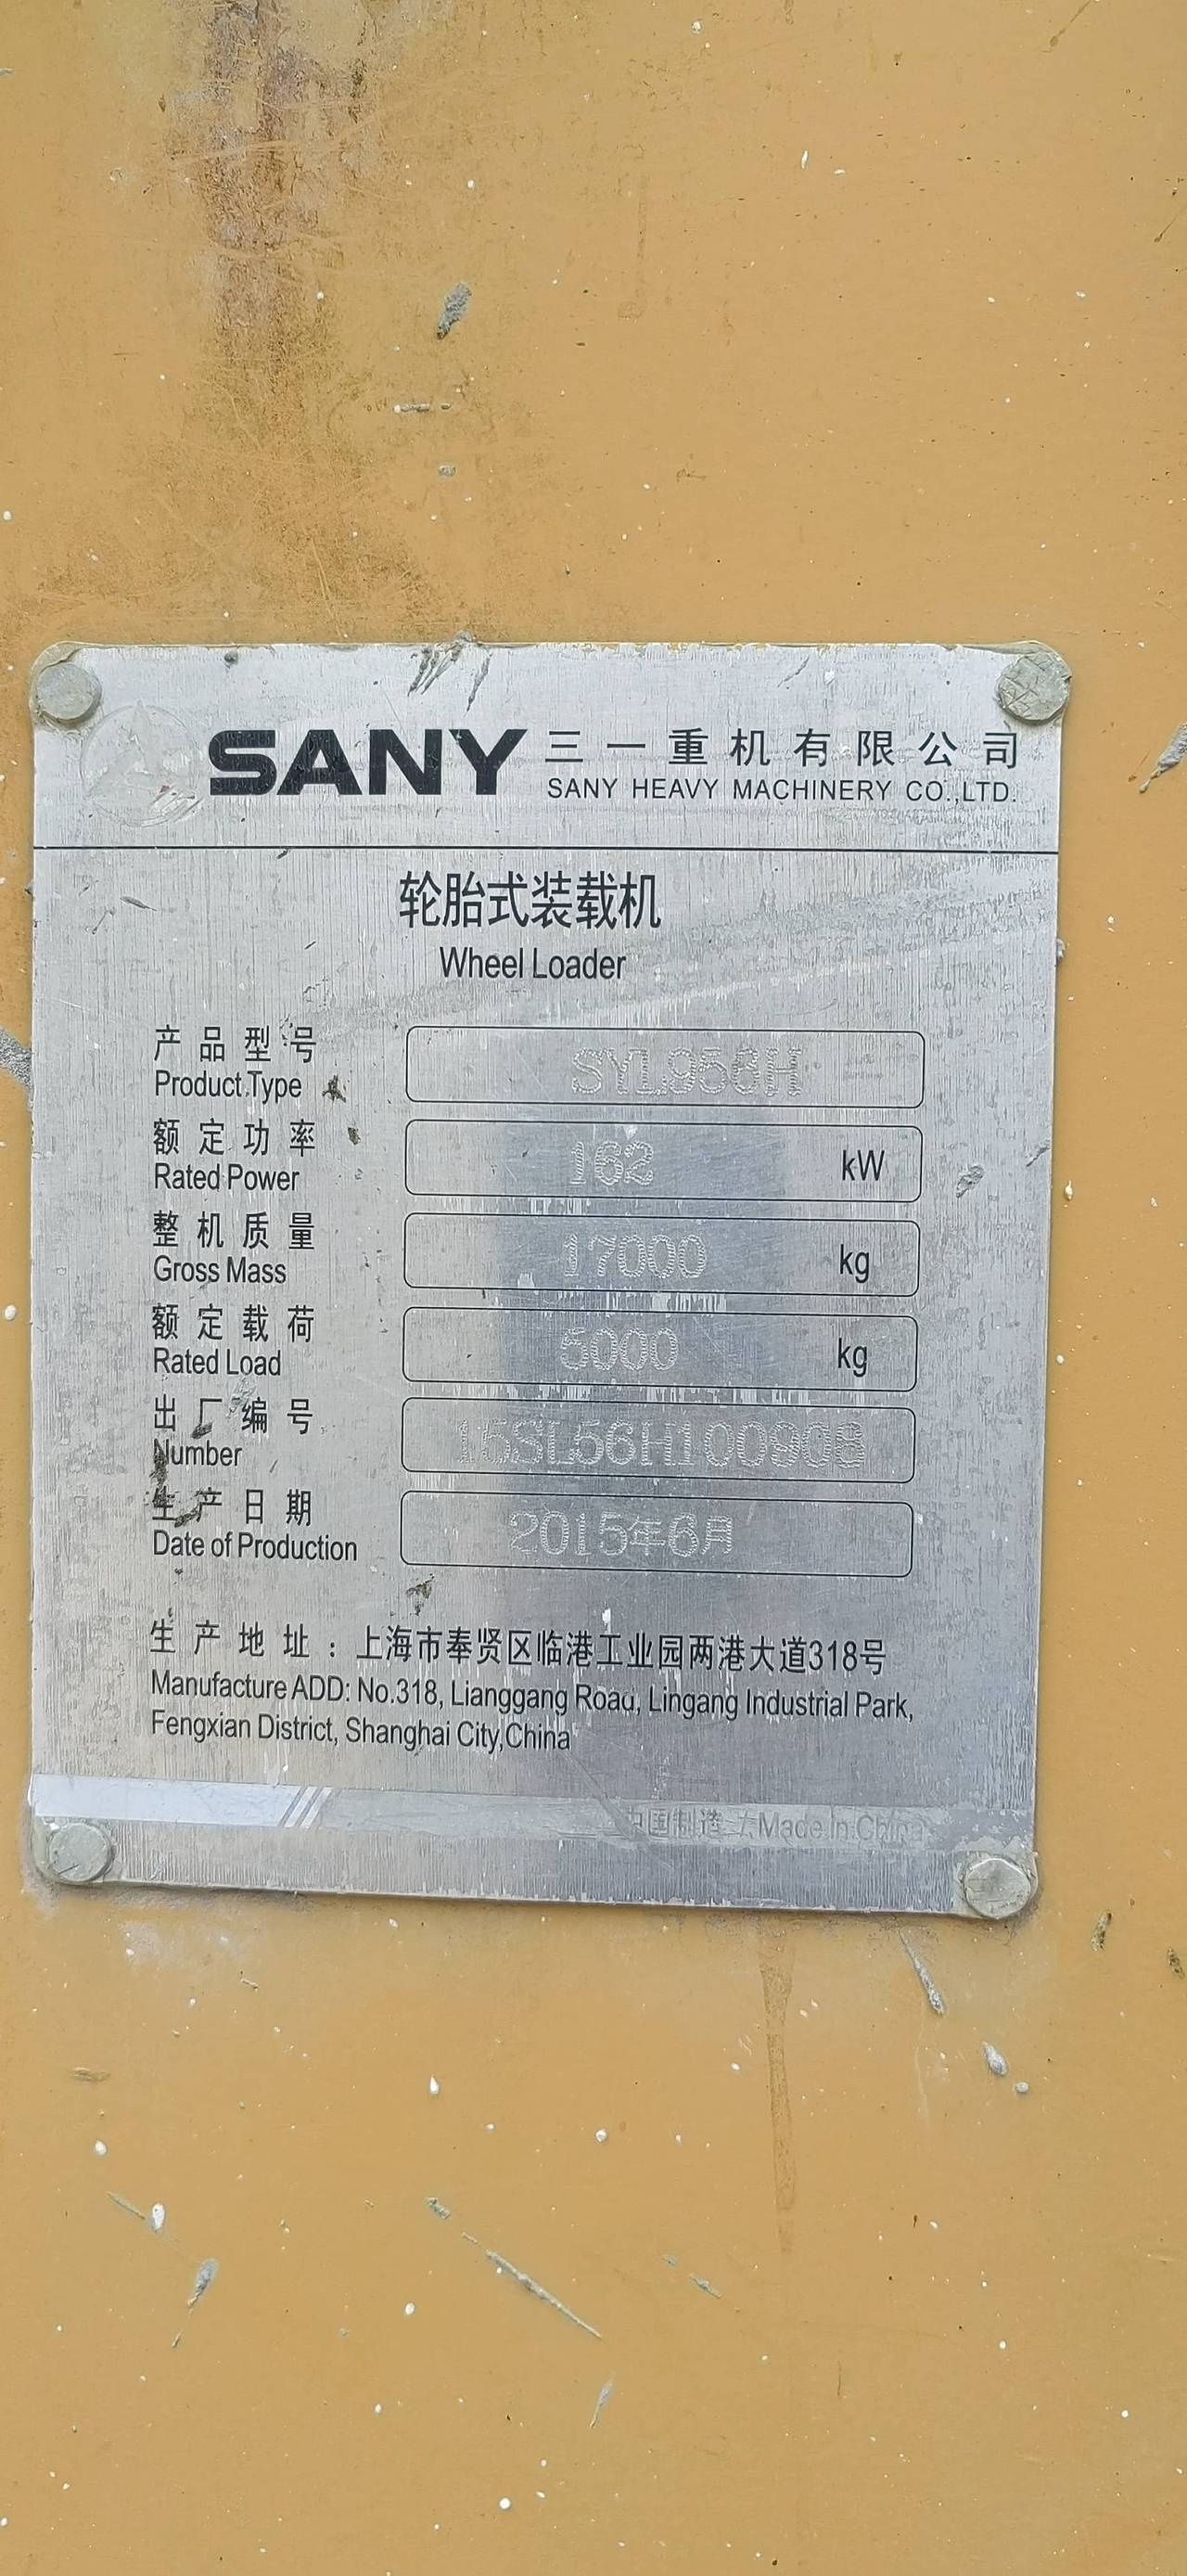 SANY 三一重机有限公司
SANY HEAVY MACHINERY CO.,LTD.
轮胎式装载机
Wheel Loader
产品型号 SYL956H
Product Type
额定功率 162 kW
Rated Power
整机质量 17000 kg
Gross Mass
额定载荷 5000 kg
Rated Load
出厂编号 15SL56H100908
Number
生产日期 2015年6月
Date of Production
生产地址：上海市奉贤区临港工业园两港大道318号
Manufacture ADD: No.318, Lianggang Road, Lingang Industrial Park,
Fengxian District, Shanghai City,China
中国制造 Made In China